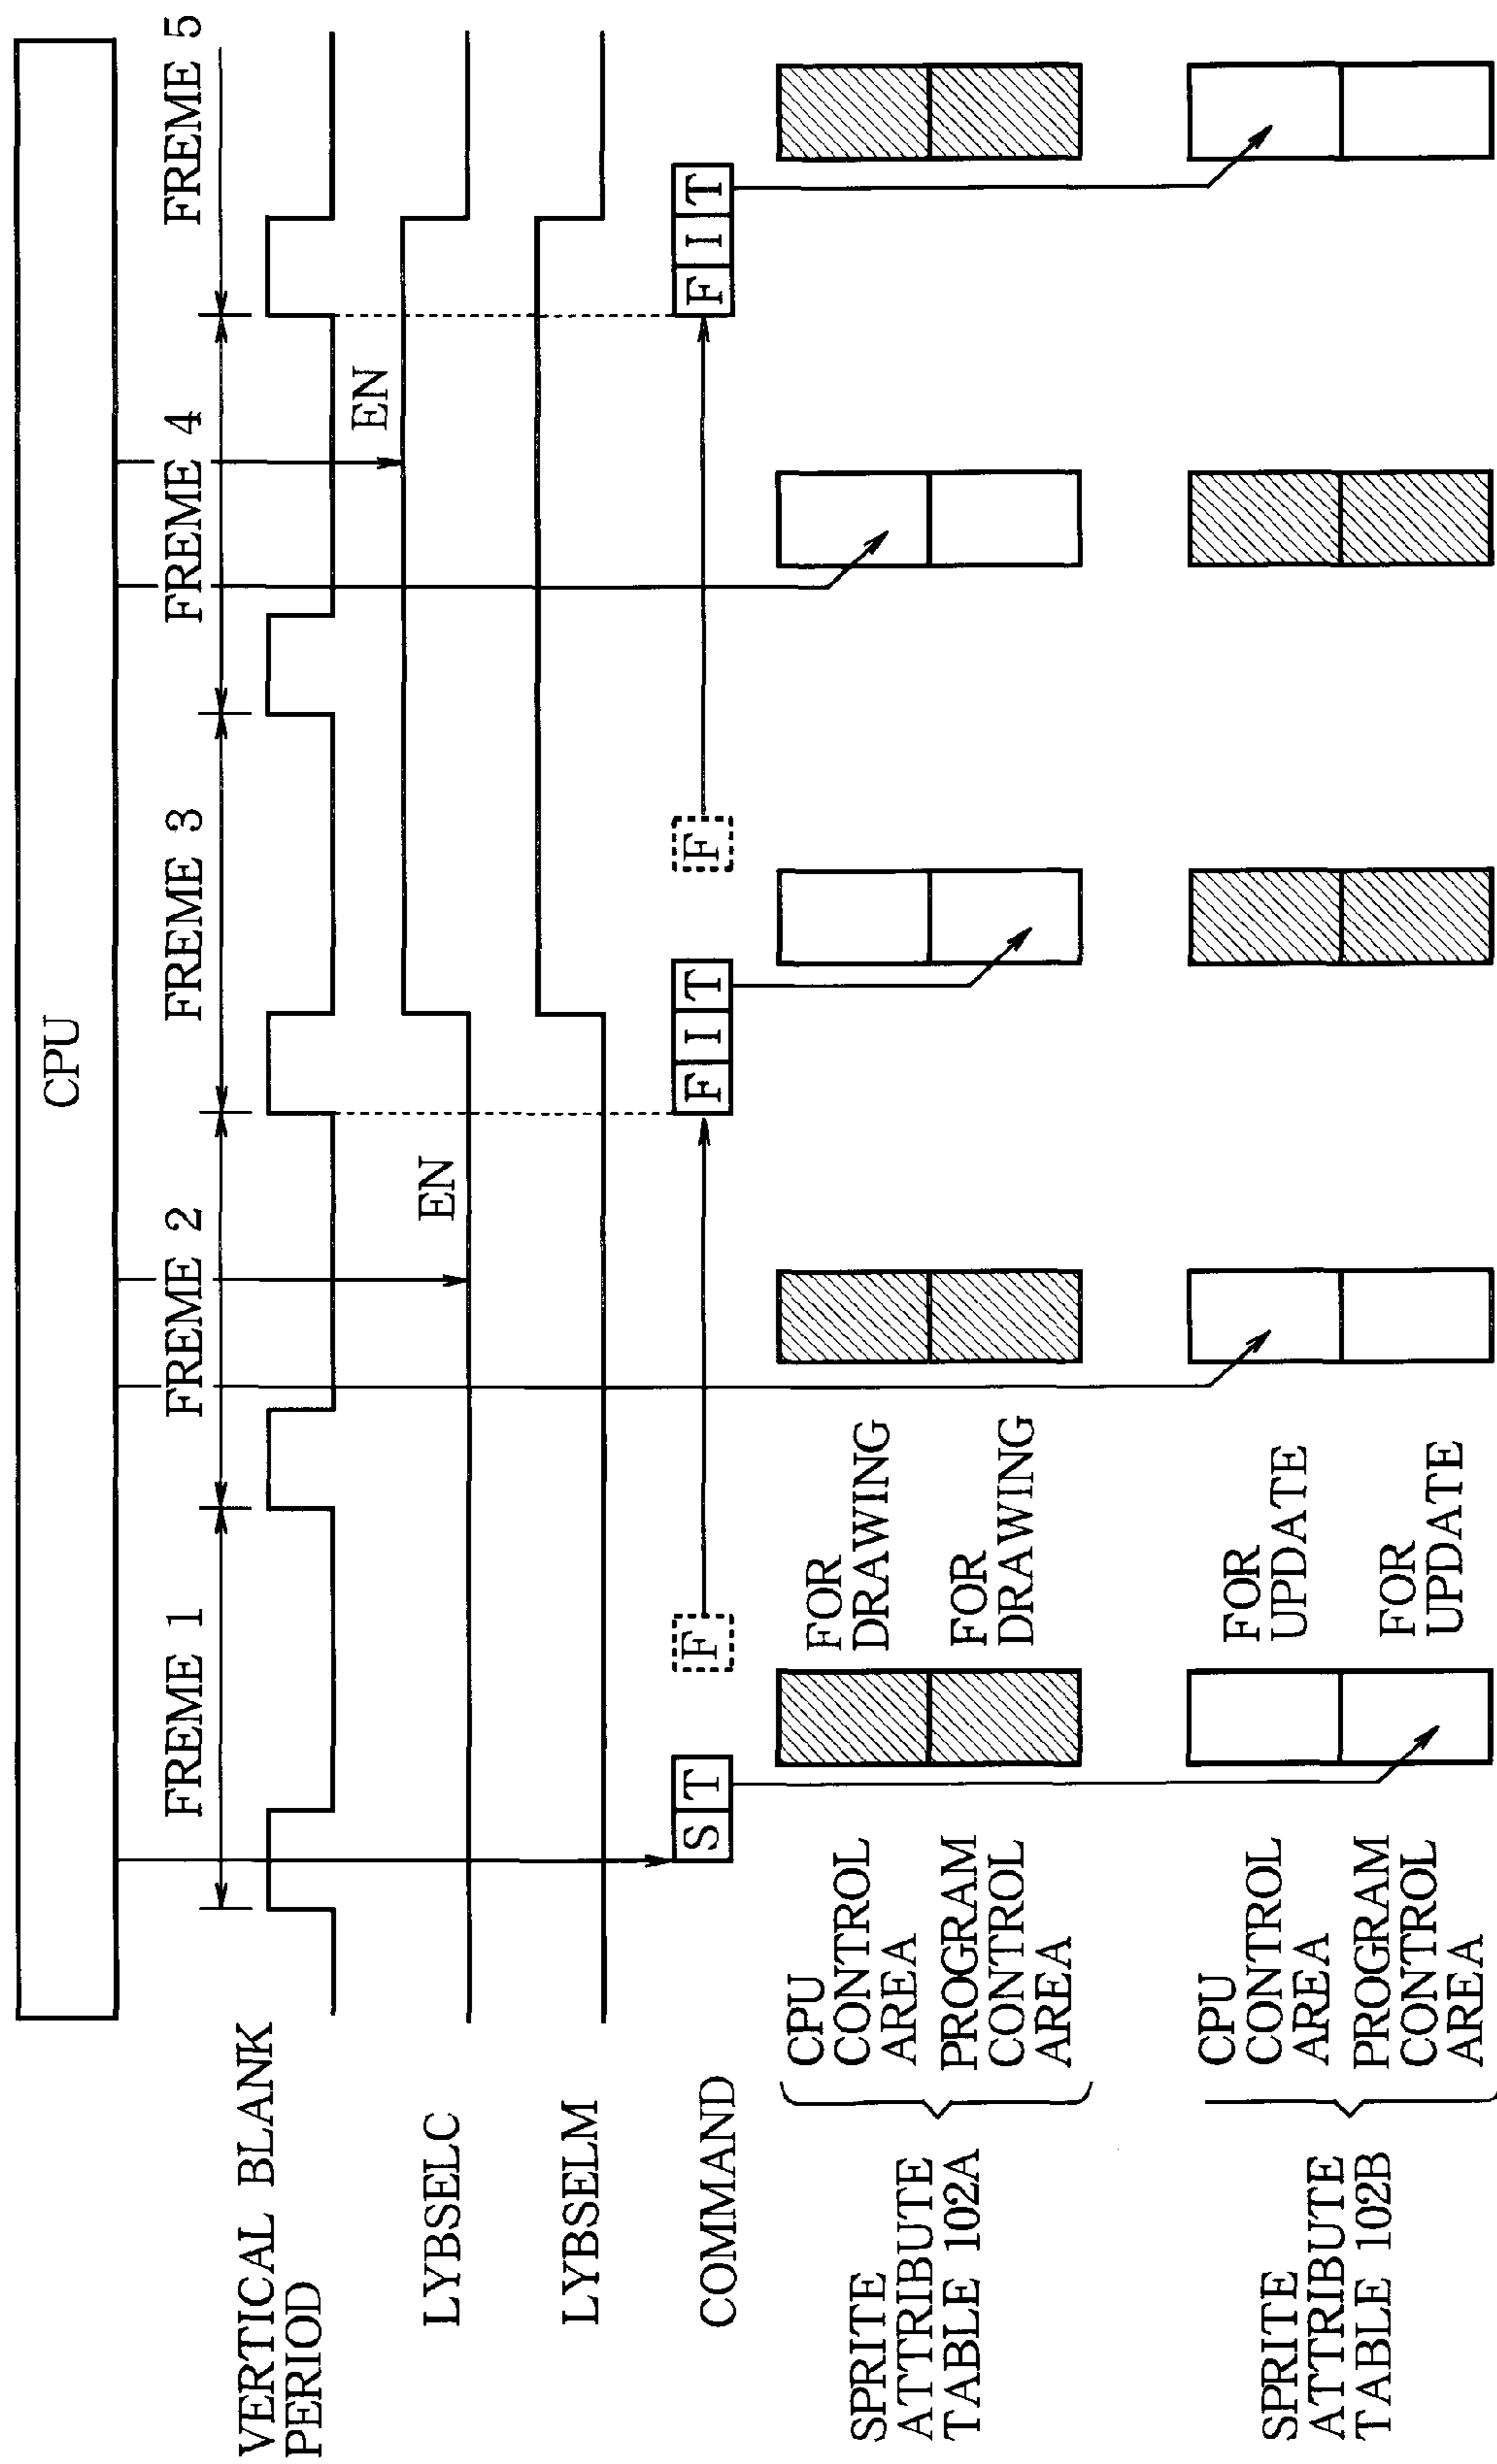 CPU
FREME 1
FREME 2
FREME 3
FREME 4
FREME 5
VERTICAL BLANK
PERIOD
LYBSELC
EN
EN
LYBSELM
COMMAND
S T
F
F I T
F
F I T
SPRITE
ATTRIBUTE
TABLE 102A
CPU
CONTROL
AREA
PROGRAM
CONTROL
AREA
FOR
DRAWING
FOR
DRAWING
SPRITE
ATTRIBUTE
TABLE 102B
CPU
CONTROL
AREA
PROGRAM
CONTROL
AREA
FOR
UPDATE
FOR
UPDATE